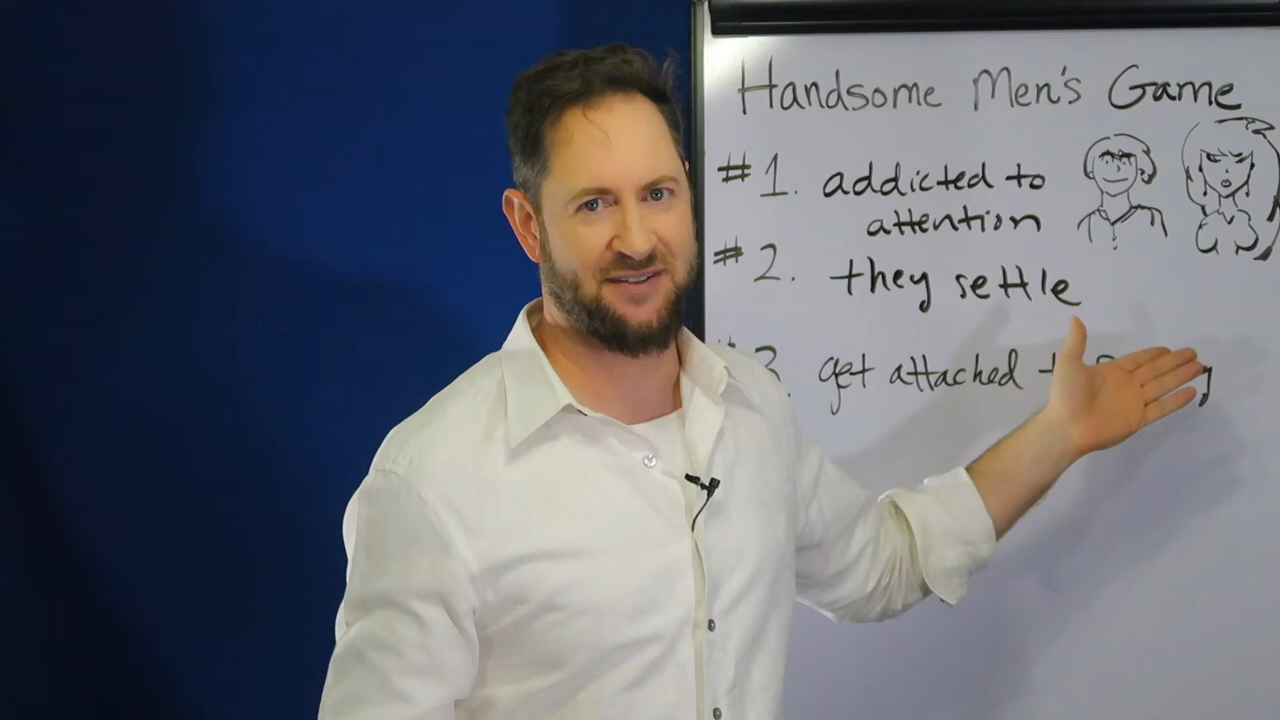 Handsome Men's Game
#1. addicted to
attention
#2. they settle
3. get attached